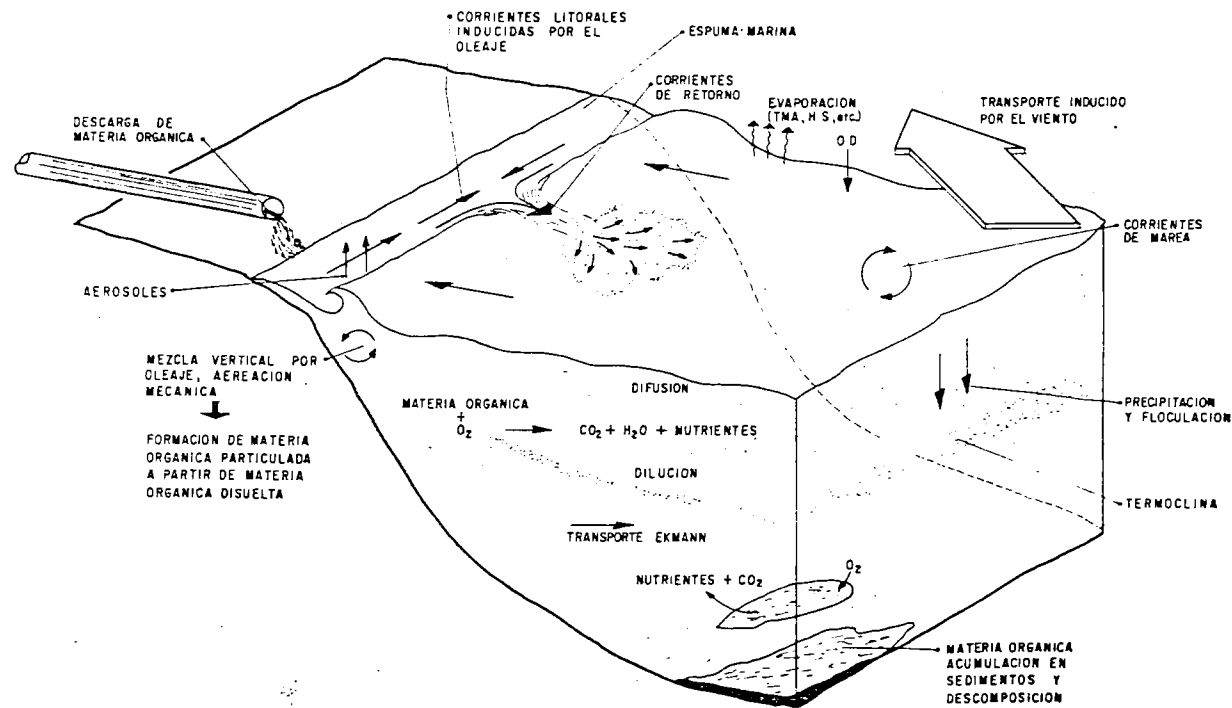 CORRIENTES LITORALES
INDUCIDAS POR EL
OLEAJE
ESPUMA-MARINA
CORRIENTES
DE RETORNO
EVAPORACION
(TMA, H S, etc.)
O D
TRANSPORTE INDUCIDO
POR EL VIENTO
DESCARGA DE
MATERIA ORGANICA
CORRIENTES
DE MAREA
AEROSOLES
MEZCLA VERTICAL POR
OLEAJE, AEREACION
MECANICA
FORMACION DE MATERIA
ORGANICA PARTICULADA
A PARTIR DE MATERIA
ORGANICA DISUELTA
DIFUSION
MATERIA ORGANICA
+
O₂
CO₂ + H₂O + NUTRIENTES
DILUCION
PRECIPITACION
Y FLOCULACION
TERMOCLINA
TRANSPORTE EKMANN
O₂
NUTRIENTES + CO₂
MATERIA ORGANICA
ACUMULACION EN
SEDIMENTOS Y
DESCOMPOSICION